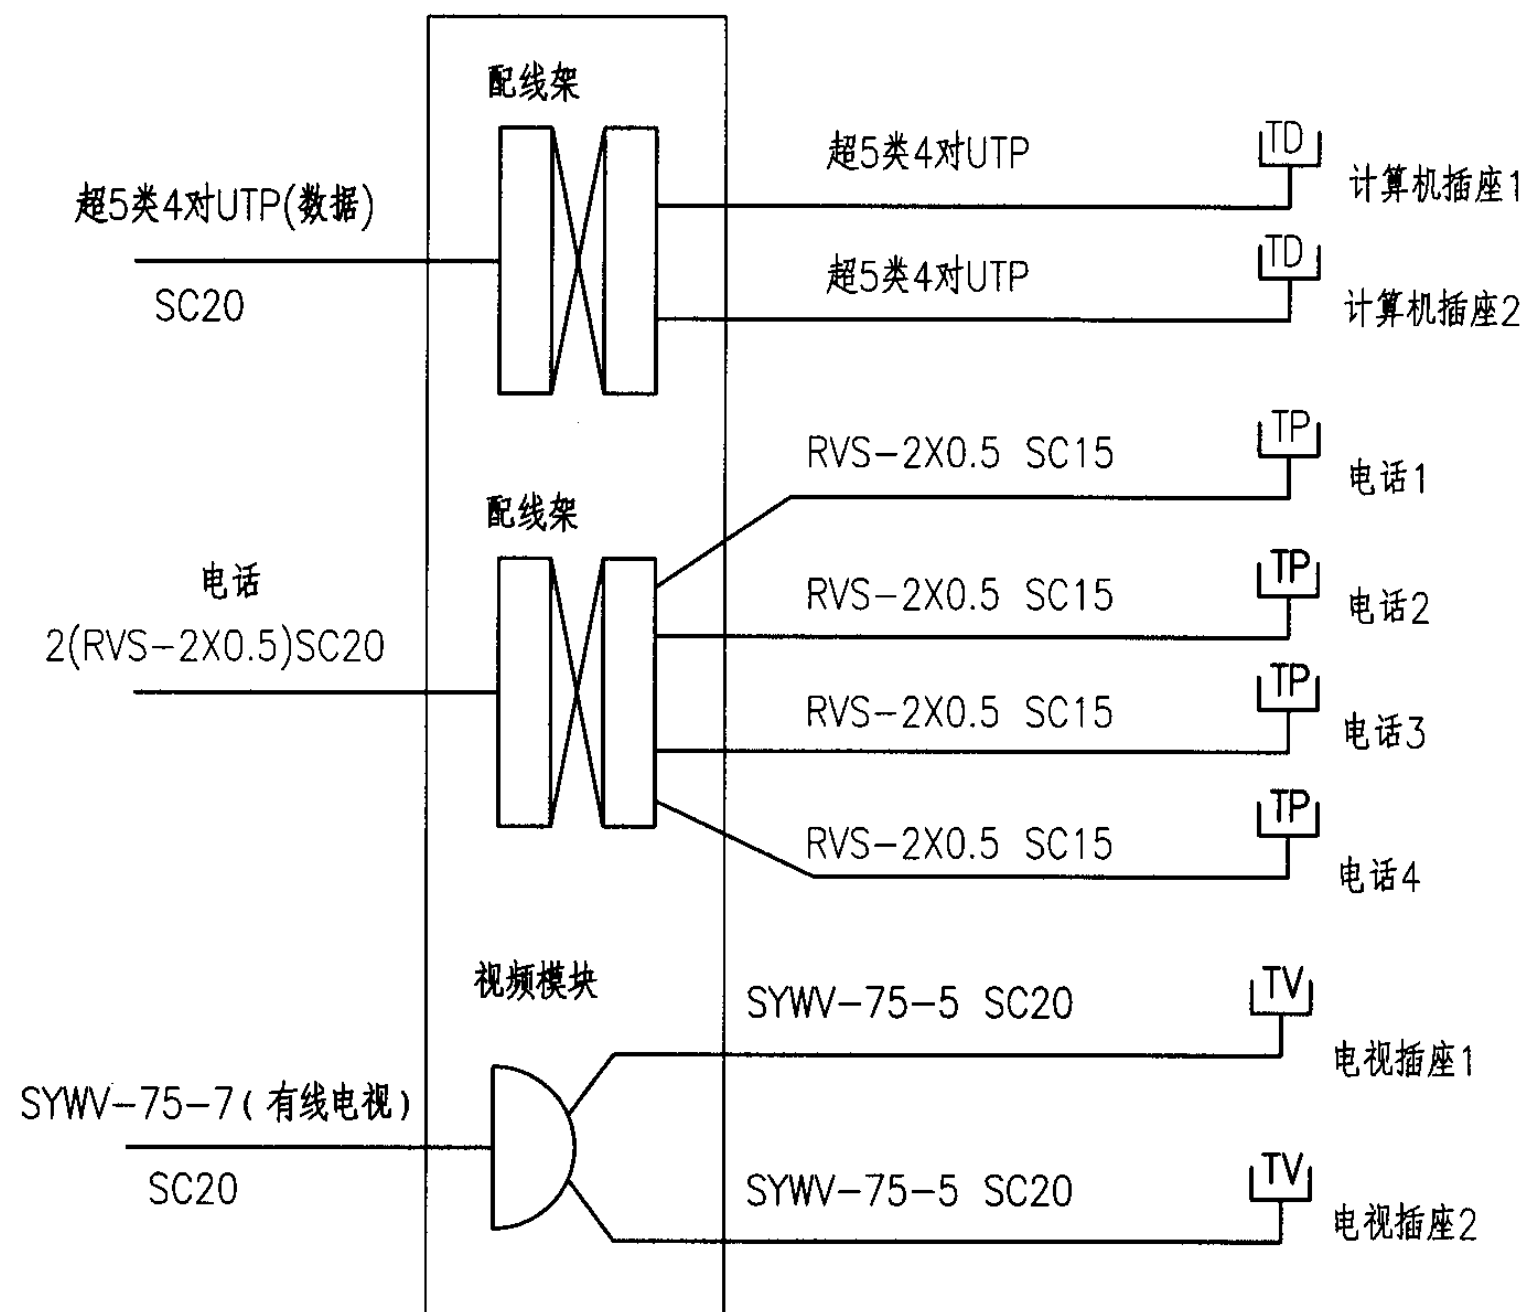 配线架
超5类4对UTP(数据)
SC20
超5类4对UTP
TD
计算机插座1
超5类4对UTP
TD
计算机插座2
配线架
电话
2(RVS-2X0.5)SC20
RVS-2X0.5 SC15
TP
电话1
RVS-2X0.5 SC15
TP
电话2
RVS-2X0.5 SC15
TP
电话3
RVS-2X0.5 SC15
TP
电话4
视频模块
SYWV-75-7(有线电视)
SC20
SYWV-75-5 SC20
TV
电视插座1
SYWV-75-5 SC20
TV
电视插座2